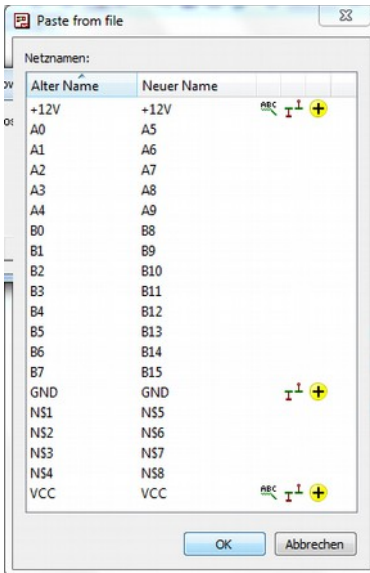 Paste from file
Netznamen:
Alter Name Neuer Name
+12V +12V ABC
A0 A5
A1 A6
A2 A7
A3 A8
A4 A9
B0 B8
B1 B9
B2 B10
B3 B11
B4 B12
B5 B13
B6 B14
B7 B15
GND GND
N$1 N$5
N$2 N$6
N$3 N$7
N$4 N$8
VCC VCC ABC
OK Abbrechen